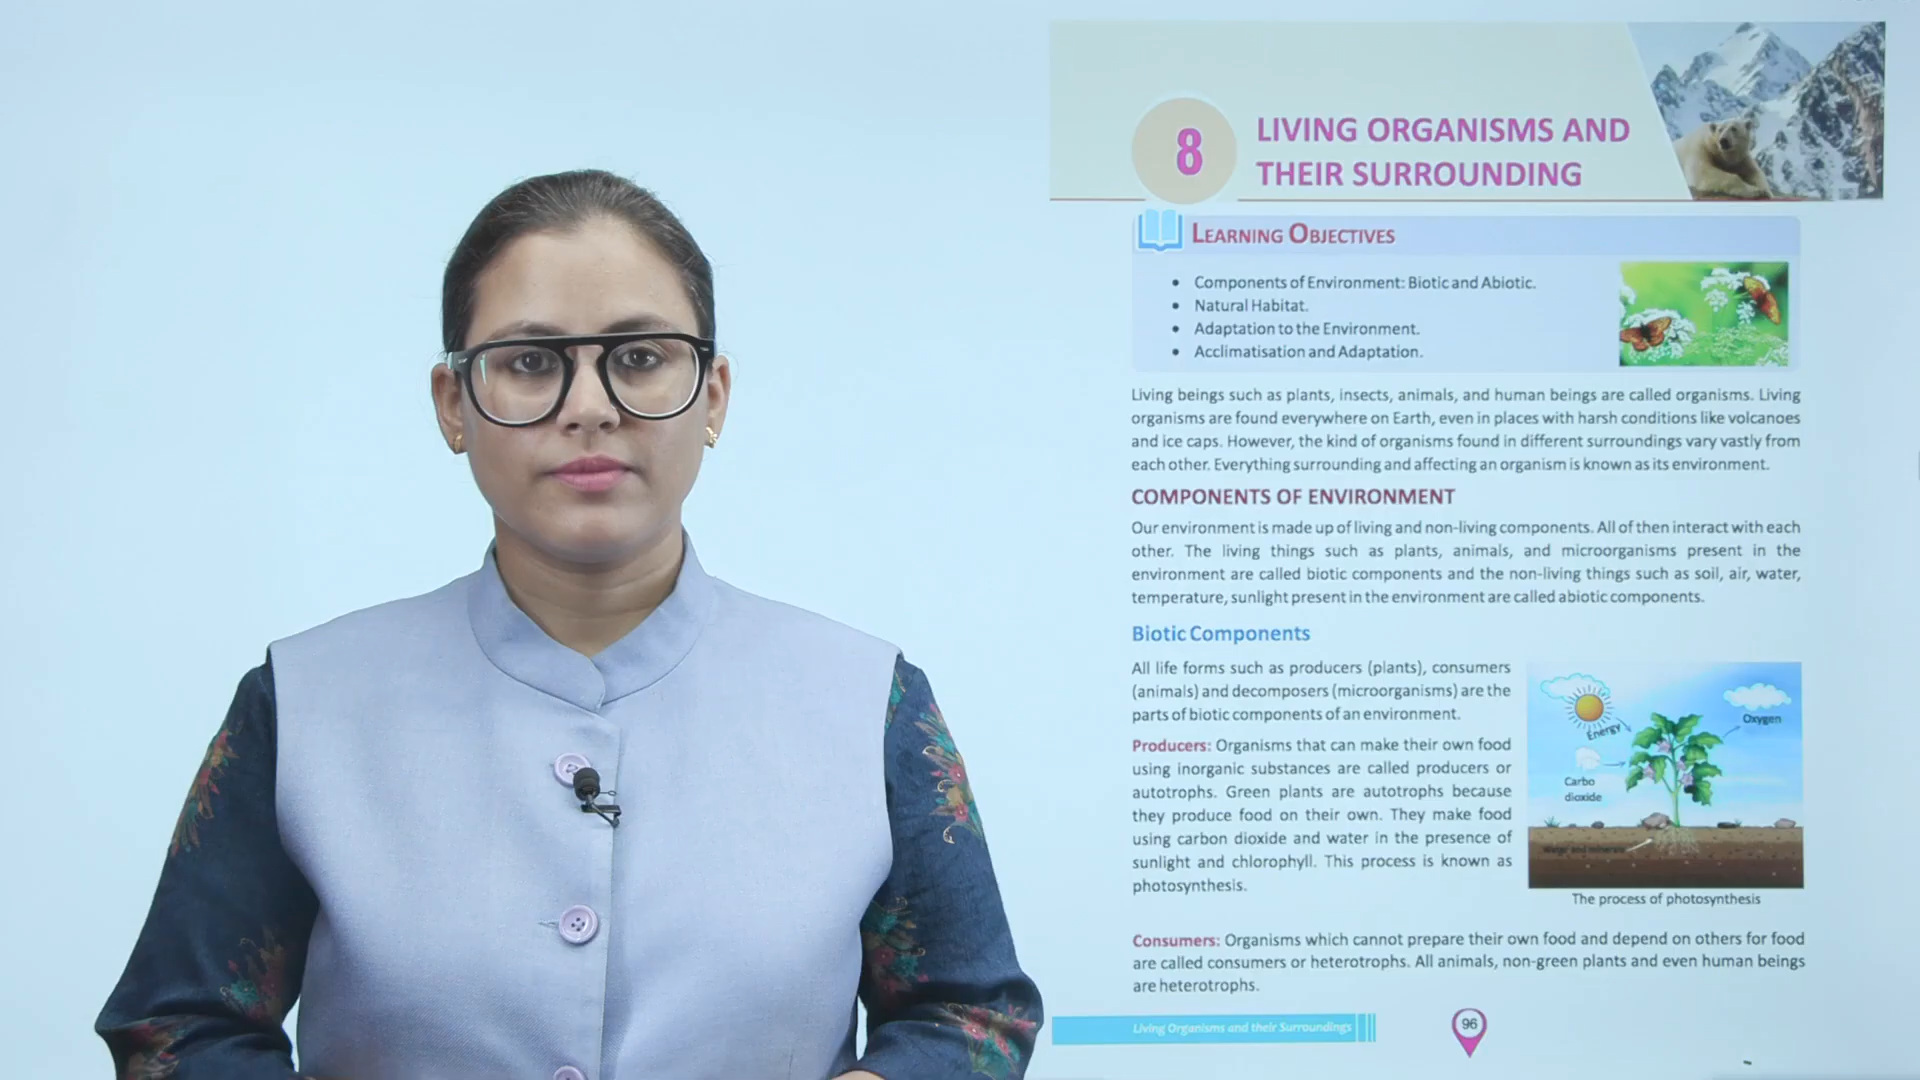 8
LIVING ORGANISMS AND
THEIR SURROUNDING
LEARNING OBJECTIVES
• Components of Environment: Biotic and Abiotic.
• Natural Habitat.
• Adaptation to the Environment.
• Acclimatisation and Adaptation.
Living beings such as plants, insects, animals, and human beings are called organisms. Living
organisms are found everywhere on Earth, even in places with harsh conditions like volcanoes
and ice caps. However, the kind of organisms found in different surroundings vary vastly from
each other. Everything surrounding and affecting an organism is known as its environment.
COMPONENTS OF ENVIRONMENT
Our environment is made up of living and non-living components. All of then interact with each
other. The living things such as plants, animals, and microorganisms present in the
environment are called biotic components and the non-living things such as soil, air, water,
temperature, sunlight present in the environment are called abiotic components.
Biotic Components
All life forms such as producers (plants), consumers
(animals) and decomposers (microorganisms) are the
parts of biotic components of an environment.
Producers: Organisms that can make their own food
using inorganic substances are called producers or
autotrophs. Green plants are autotrophs because
they produce food on their own. They make food
using carbon dioxide and water in the presence of
sunlight and chlorophyll. This process is known as
photosynthesis.
Energy
Oxygen
Carbo
dioxide
Water and minerals
The process of photosynthesis
Consumers: Organisms which cannot prepare their own food and depend on others for food
are called consumers or heterotrophs. All animals, non-green plants and even human beings
are heterotrophs.
Living Organisms and their Surroundings
96